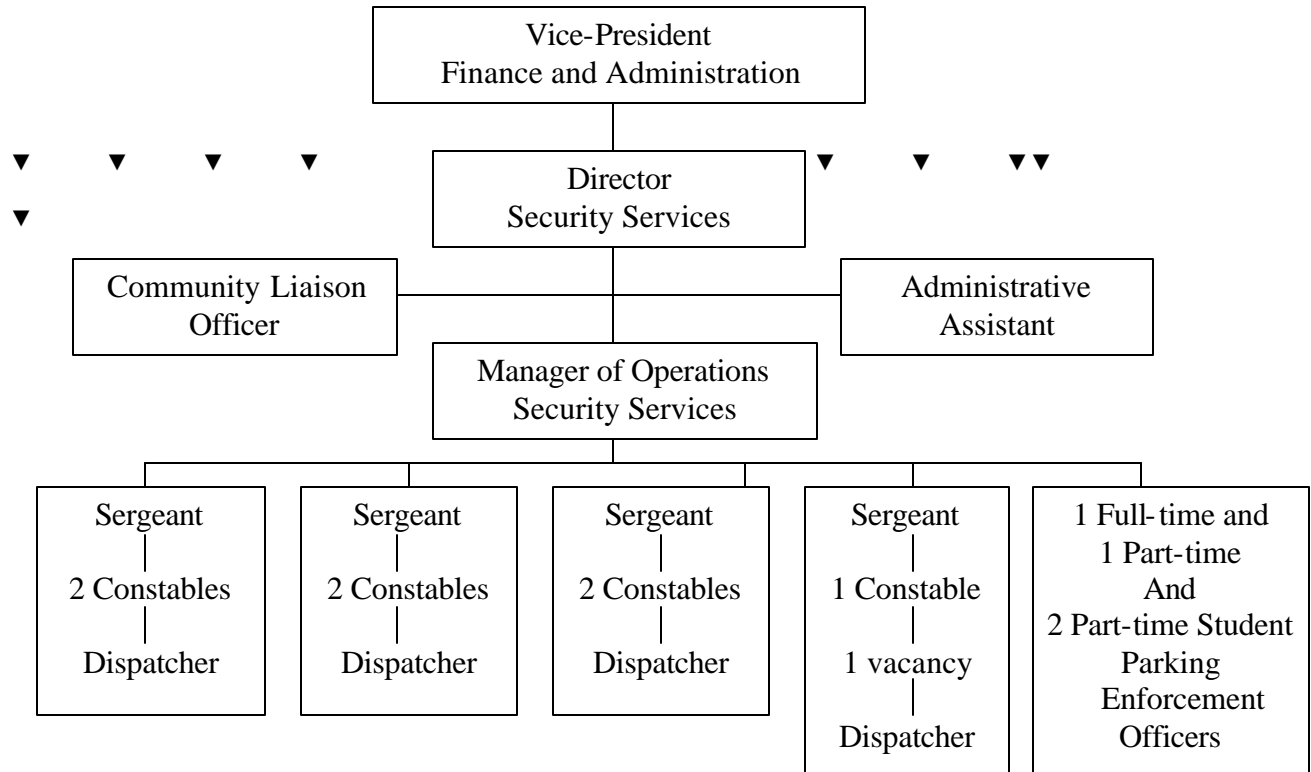 Vice-President
Finance and Administration
▼ ▼ ▼ ▼ ▼ ▼ ▼▼
Director
Security Services
▼
Community Liaison
Officer
Administrative
Assistant
Manager of Operations
Security Services
Sergeant
2 Constables
Dispatcher
Sergeant
2 Constables
Dispatcher
Sergeant
2 Constables
Dispatcher
Sergeant
1 Constable
1 vacancy
Dispatcher
1 Full-time and
1 Part-time
And
2 Part-time Student
Parking
Enforcement
Officers